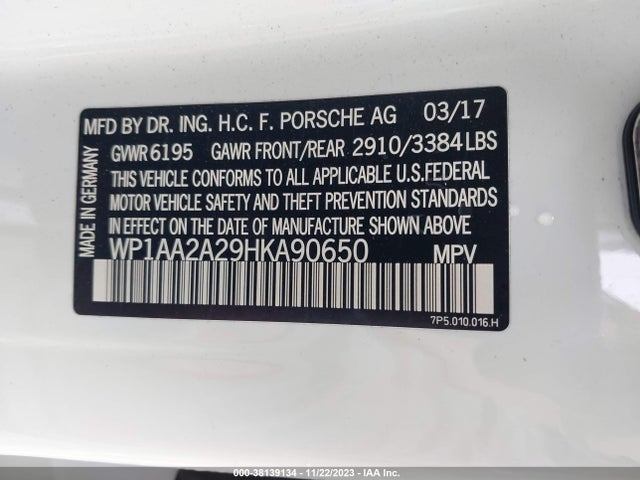 MFD BY DR. ING. H.C. F. PORSCHE AG 03/17
GVWR 6195 GAWR FRONT/REAR 2910/3384 LBS
THIS VEHICLE CONFORMS TO ALL APPLICABLE U.S.FEDERAL
MOTOR VEHICLE SAFETY AND THEFT PREVENTION STANDARDS
IN EFFECT ON THE DATE OF MANUFACTURE SHOWN ABOVE
WP1AA2A29HKA90650 MPV
7P5.010.016.H
MADE IN GERMANY
000-38139134 - 11/22/2023 - IAA Inc.